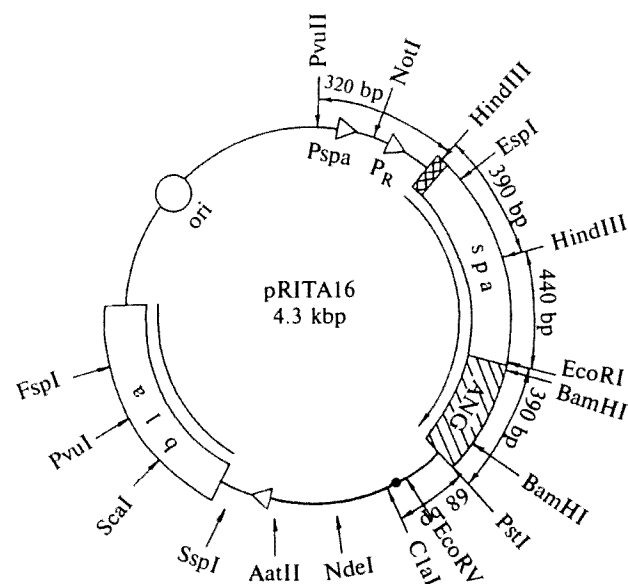 PvuII
NotI
320 bp
HindIII
EspI
Pspa
PR
390 bp
ori
spa
HindIII
pRITA16
4.3 kbp
440 bp
EcoRI
BamHI
ANG
390 bp
FspI
bla
PvuI
ScaI
BamHI
PstI
89
EcoRV
ClaI
SspI
AatII
NdeI